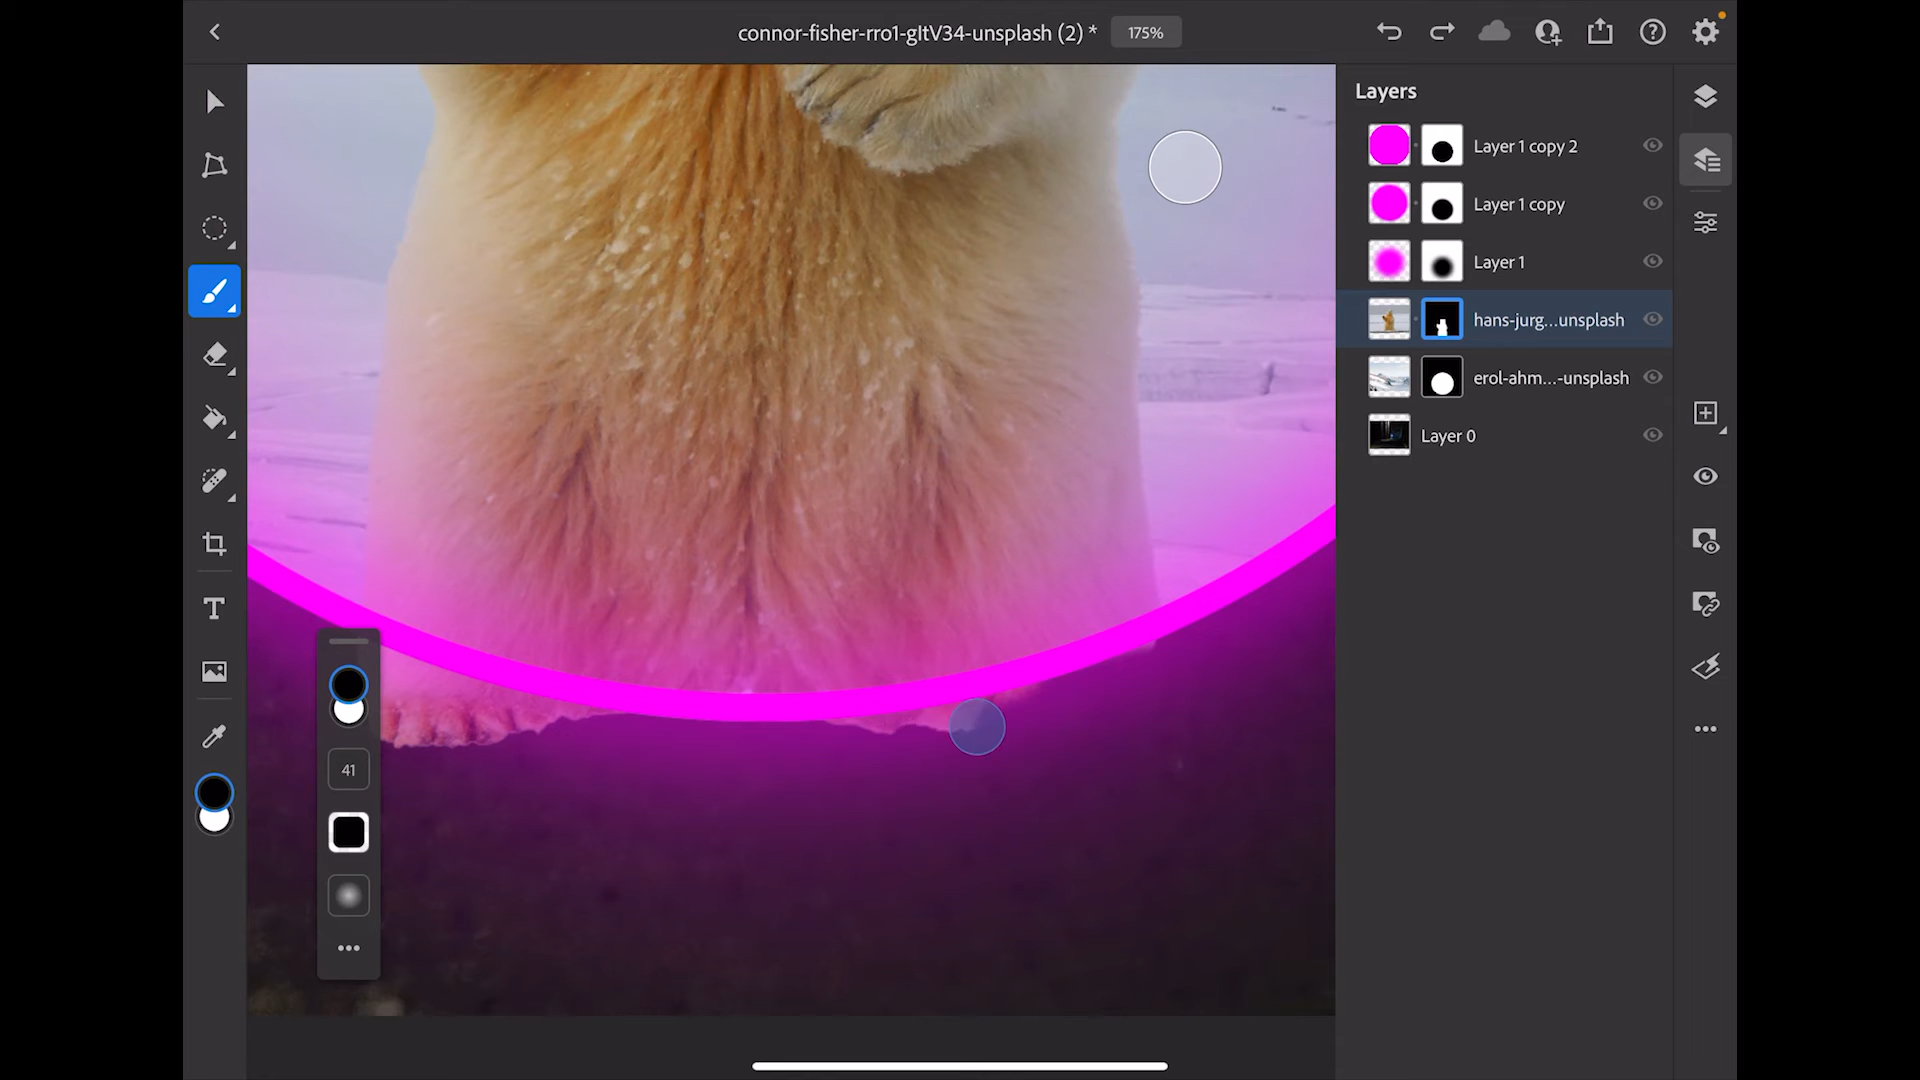 connor-fisher-rro1-gItV34-unsplash (2) *
175%
Layers
Layer 1 copy 2
Layer 1 copy
Layer 1
hans-jurg...unsplash
erol-ahm...-unsplash
Layer 0
41